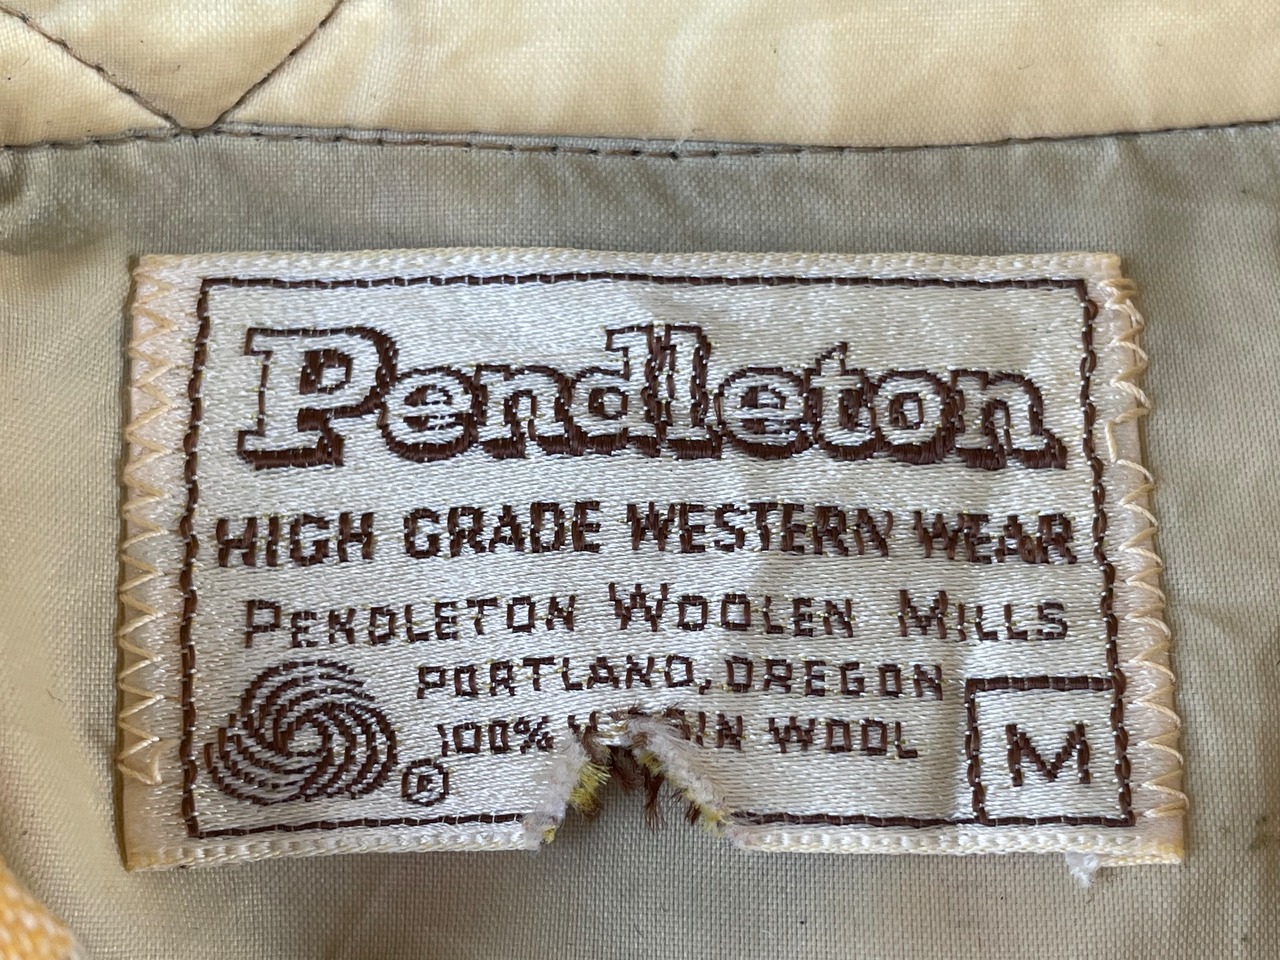 Pendleton
HIGH GRADE WESTERN WEAR
PENDLETON WOOLEN MILLS
PORTLAND, OREGON
100% WOOL
®
M